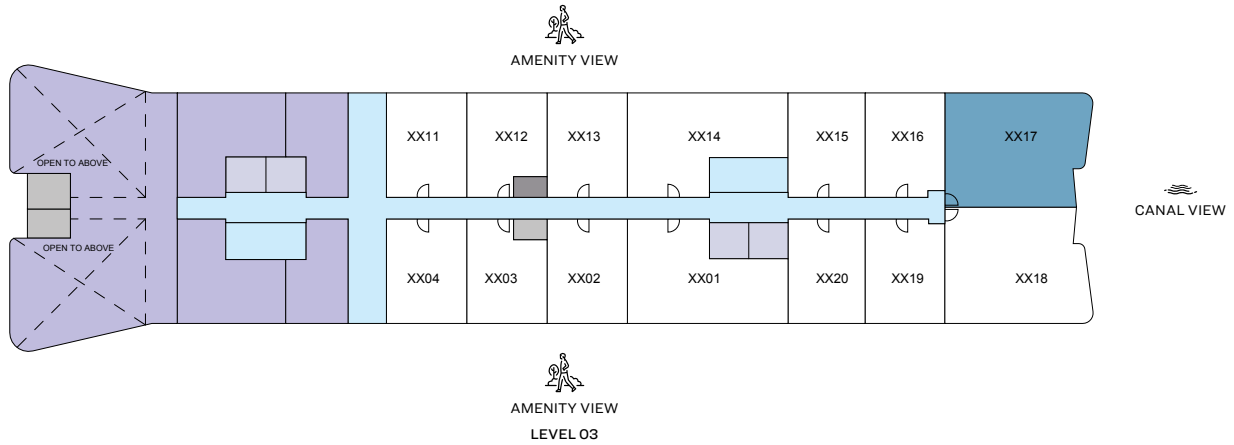 AMENITY VIEW
XX11
XX12
XX13
XX14
XX15
XX16
XX17
OPEN TO ABOVE
CANAL VIEW
OPEN TO ABOVE
XX04
XX03
XX02
XX01
XX20
XX19
XX18
AMENITY VIEW
LEVEL 03